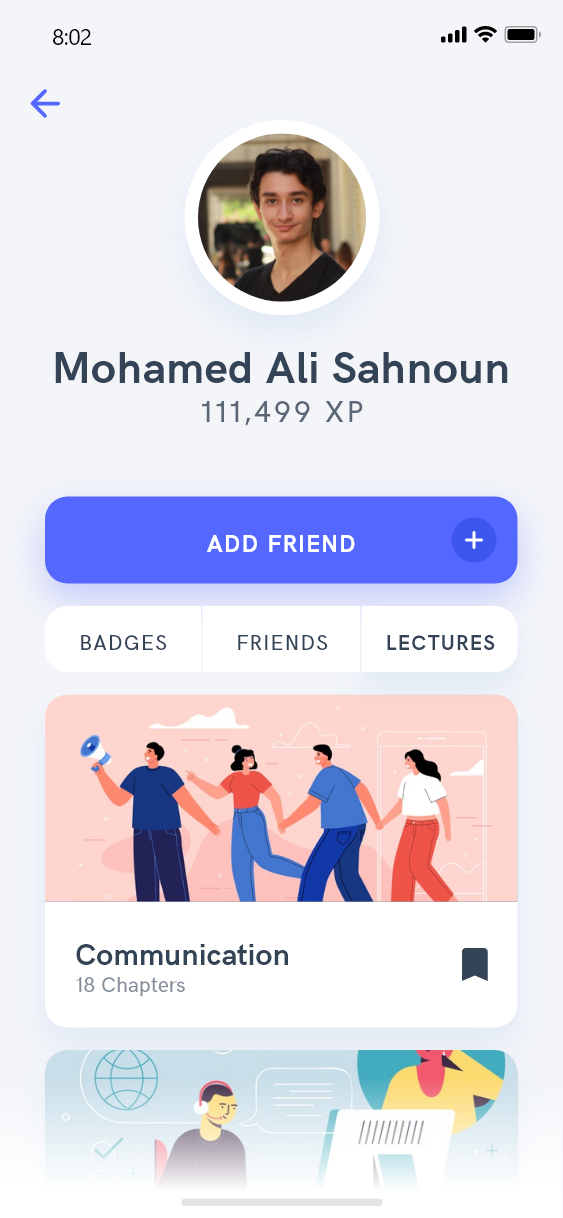 8:02
Mohamed Ali Sahnoun
111,499 XP
ADD FRIEND
BADGES
FRIENDS
LECTURES
Communication
18 Chapters